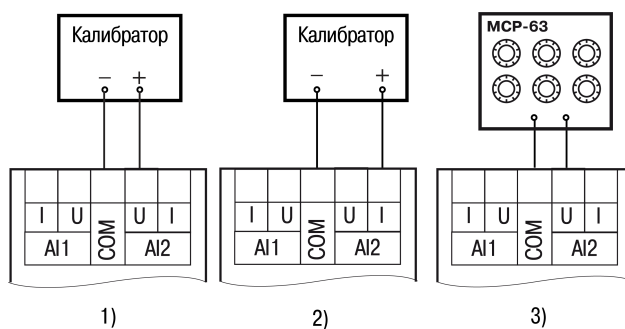 Калибратор
– +
I U COM U I
AI1 AI2
1)
Калибратор
– +
I U COM U I
AI1 AI2
2)
МСР-63
I U COM U I
AI1 AI2
3)